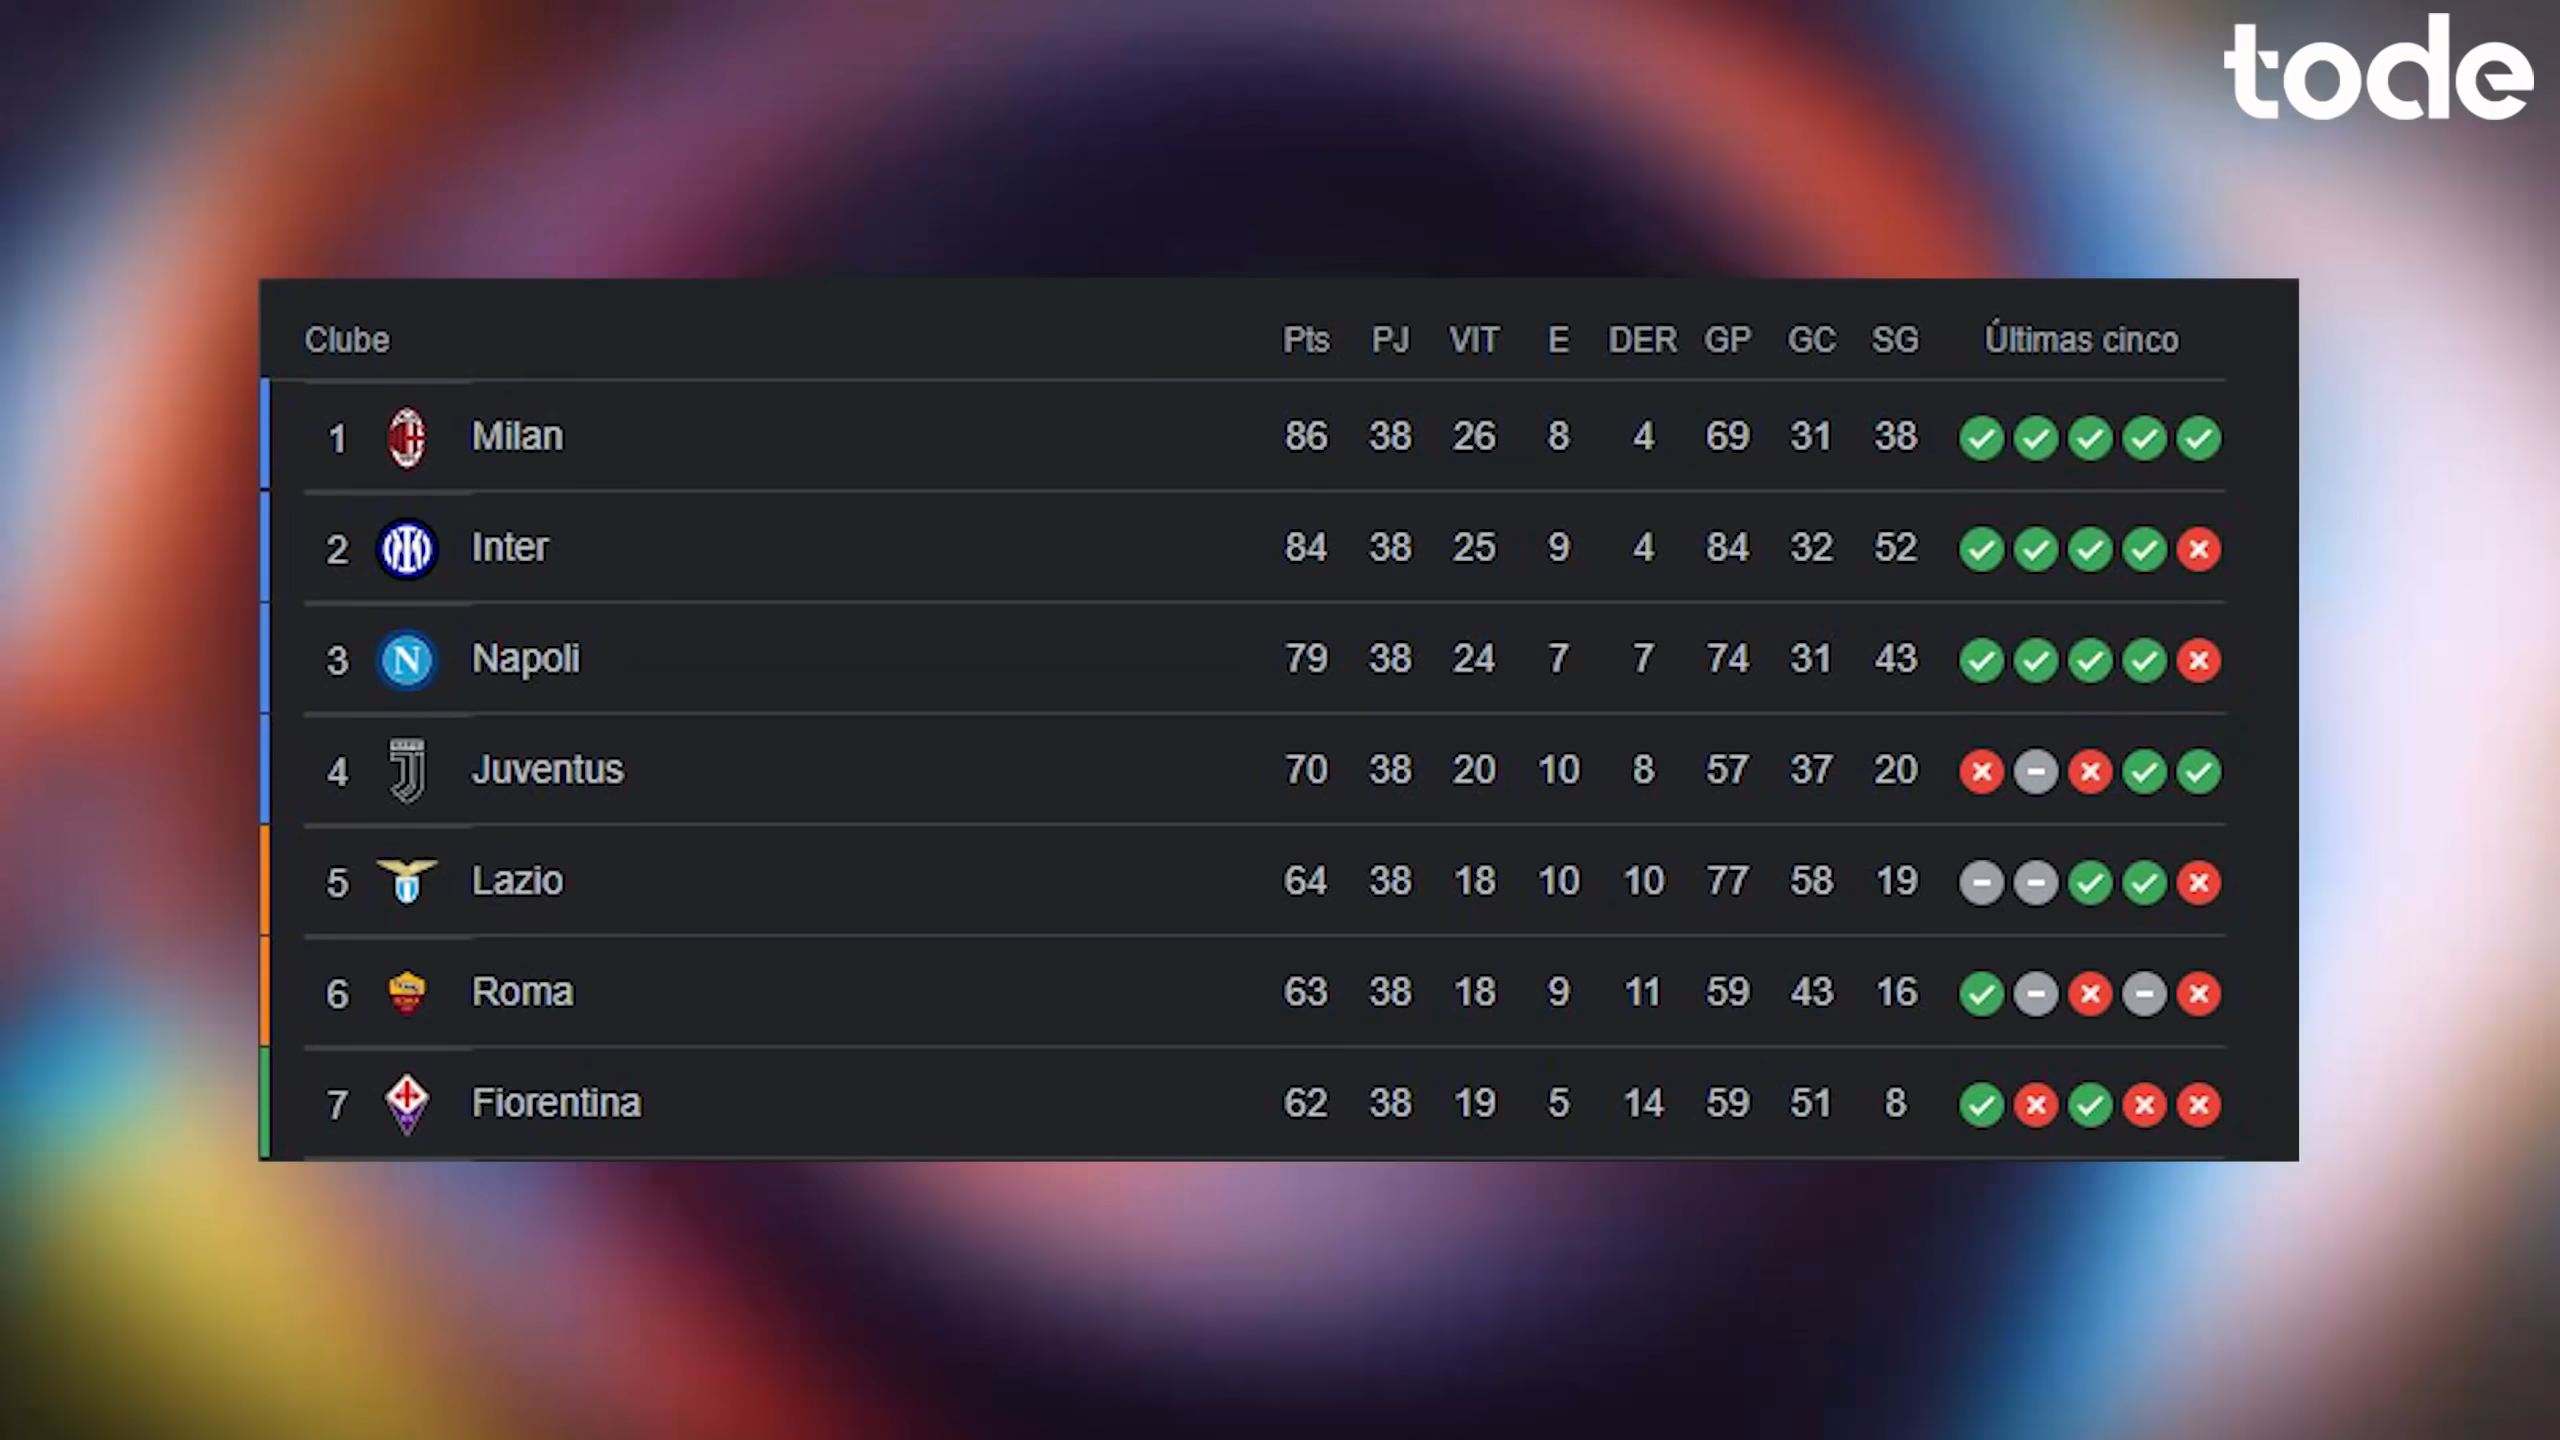 tode
Clube Pts PJ VIT E DER GP GC SG Últimas cinco
1 Milan 86 38 26 8 4 69 31 38
2 Inter 84 38 25 9 4 84 32 52
3 N Napoli 79 38 24 7 7 74 31 43
4 Juventus 70 38 20 10 8 57 37 20
5 Lazio 64 38 18 10 10 77 58 19
6 Roma 63 38 18 9 11 59 43 16
7 Fiorentina 62 38 19 5 14 59 51 8